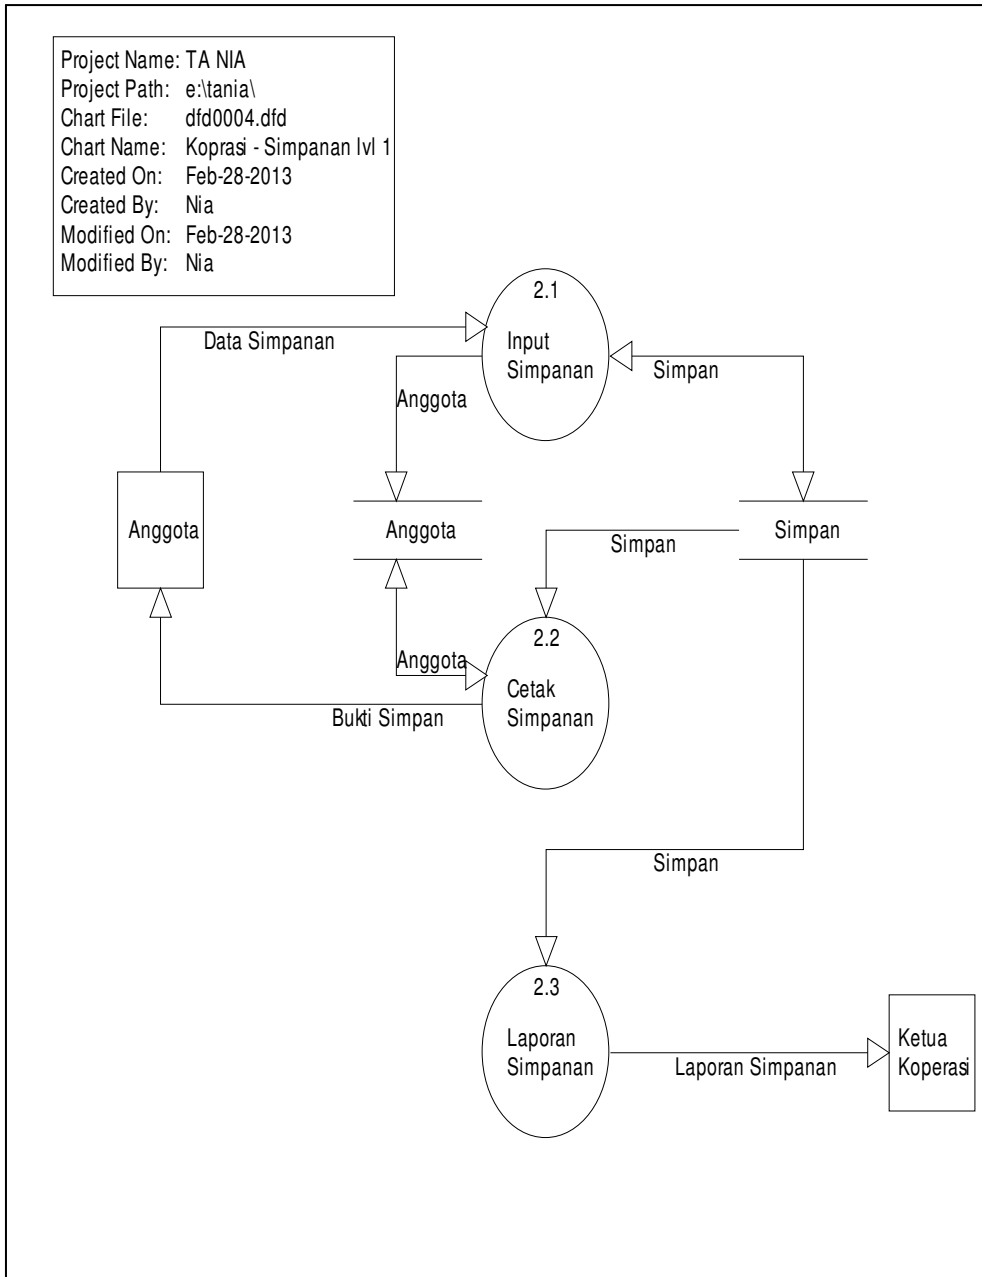 Project Name: TA NIA
Project Path: e:\tania\
Chart File: dfd0004.dfd
Chart Name: Koprasi - Simpanan lvl 1
Created On: Feb-28-2013
Created By: Nia
Modified On: Feb-28-2013
Modified By: Nia
2.1
Input
Simpanan
Data Simpanan
Simpan
Anggota
Anggota
Anggota
Simpan
Simpan
2.2
Cetak
Simpanan
Anggota
Bukti Simpan
Simpan
2.3
Laporan
Simpanan
Laporan Simpanan
Ketua
Koperasi